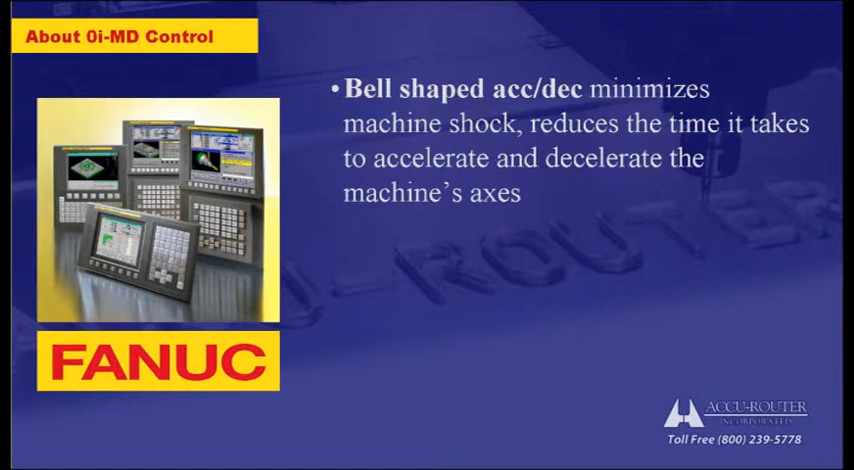 About 0i-MD Control
• Bell shaped acc/dec minimizes
machine shock, reduces the time it takes
to accelerate and decelerate the
machine's axes
U-ROUTER
FANUC
ACCU-ROUTER
INCORPORATED
Toll Free (800) 239-5778